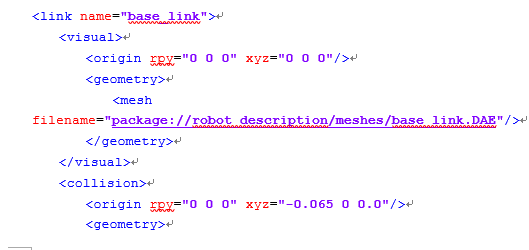 <link name="base_link">
<visual>
<origin rpy="0 0 0" xyz="0 0 0"/>
<geometry>
<mesh
filename="package://robot_description/meshes/base_link.DAE"/>
</geometry>
</visual>
<collision>
<origin rpy="0 0 0" xyz="-0.065 0 0.0"/>
<geometry>